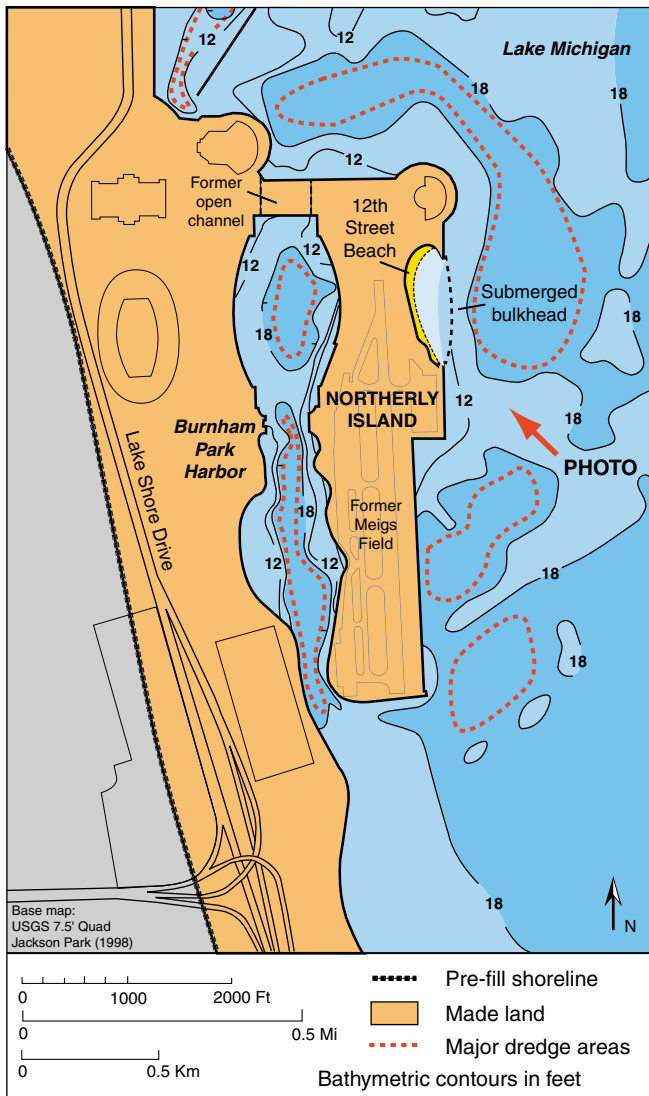 12
12
18
Lake Michigan
12
Former
open
channel
12th
Street
Beach
12
12
18
18
Submerged
bulkhead
NORTHERLY
ISLAND
12
Burnham
Park
Harbor
18
PHOTO
Lake Shore Drive
18
Former
Meigs
Field
12
12
18
18
18
N
Base map:
USGS 7.5' Quad
Jackson Park (1998)
0 1000 2000 Ft
0 0.5 Mi
0 0.5 Km
Pre-fill shoreline
Made land
Major dredge areas
Bathymetric contours in feet